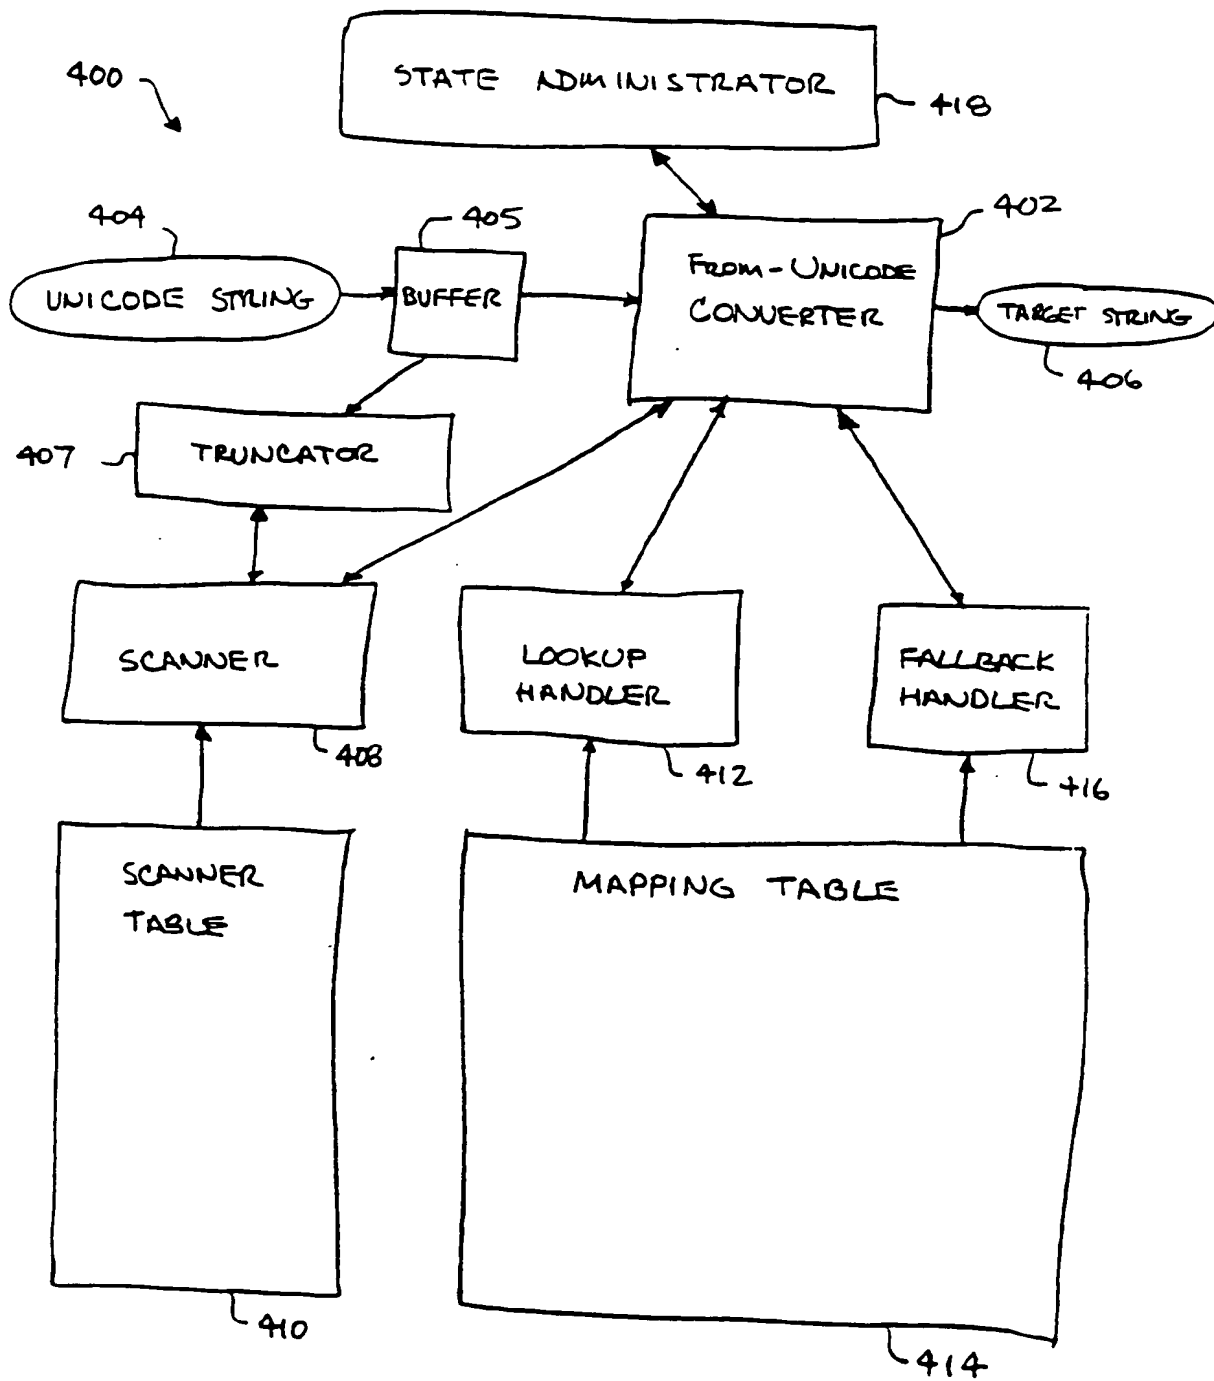 400
STATE ADMINISTRATOR
418
404
405
402
UNICODE STRING
BUFFER
FROM-UNICODE
CONVERTER
TARGET STRING
406
407
TRUNCATOR
SCANNER
408
LOOKUP
HANDLER
412
FALLBACK
HANDLER
416
SCANNER
TABLE
410
MAPPING TABLE
414